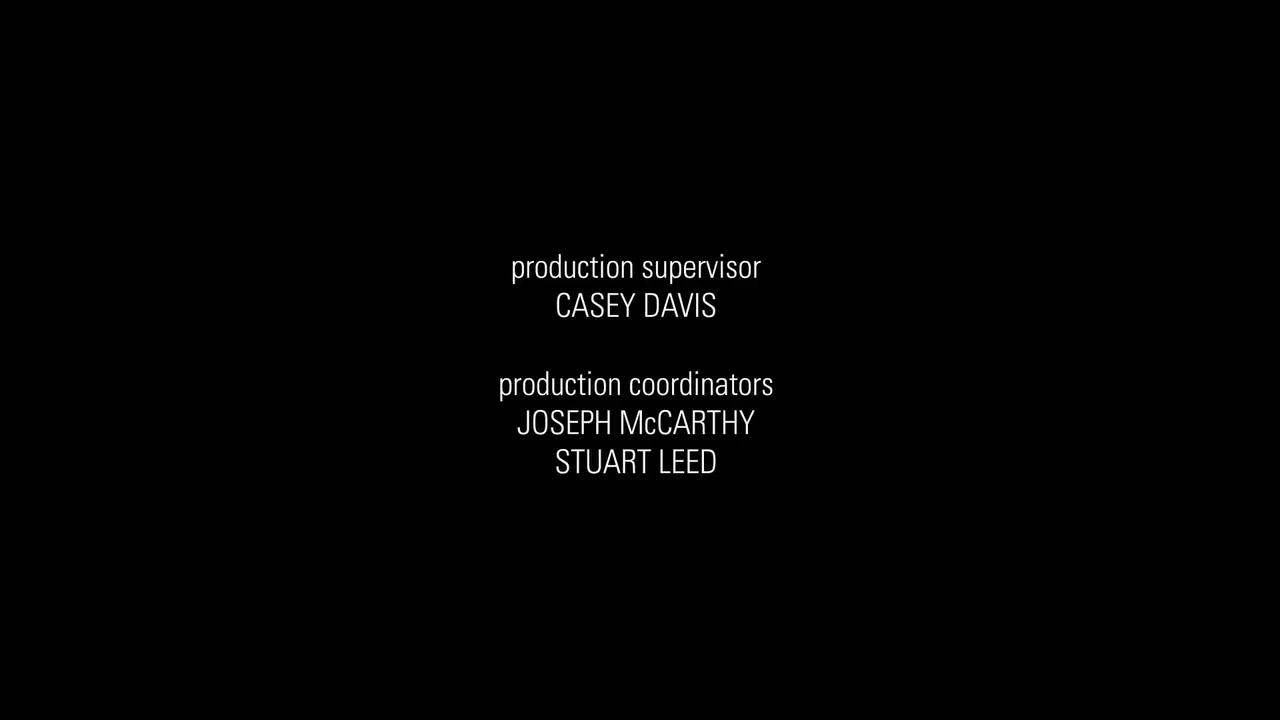 production supervisor
CASEY DAVIS
production coordinators
JOSEPH McCARTHY
STUART LEED